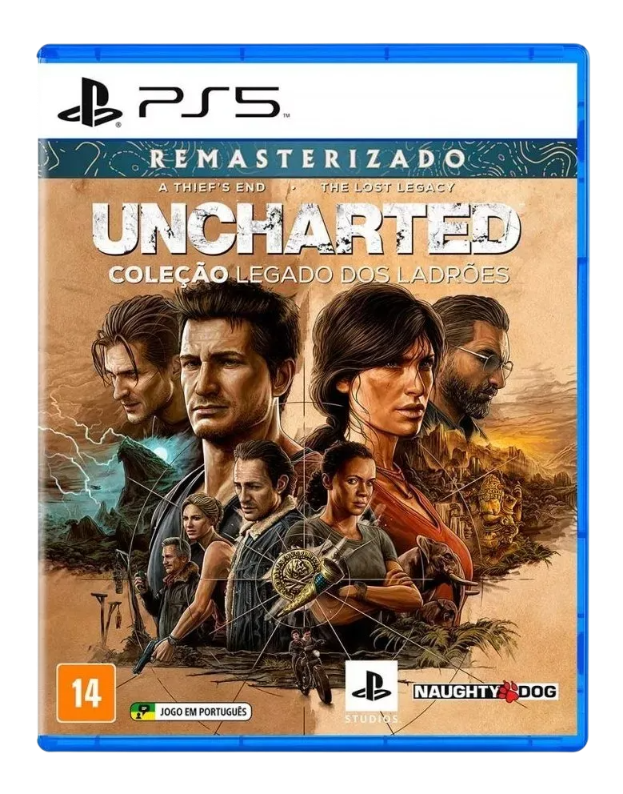 PS5
REMASTERIZADO
A THIEF'S END · THE LOST LEGACY
UNCHARTED
COLEÇÃO LEGADO DOS LADRÕES
14
JOGO EM PORTUGUÊS
STUDIOS
NAUGHTY DOG